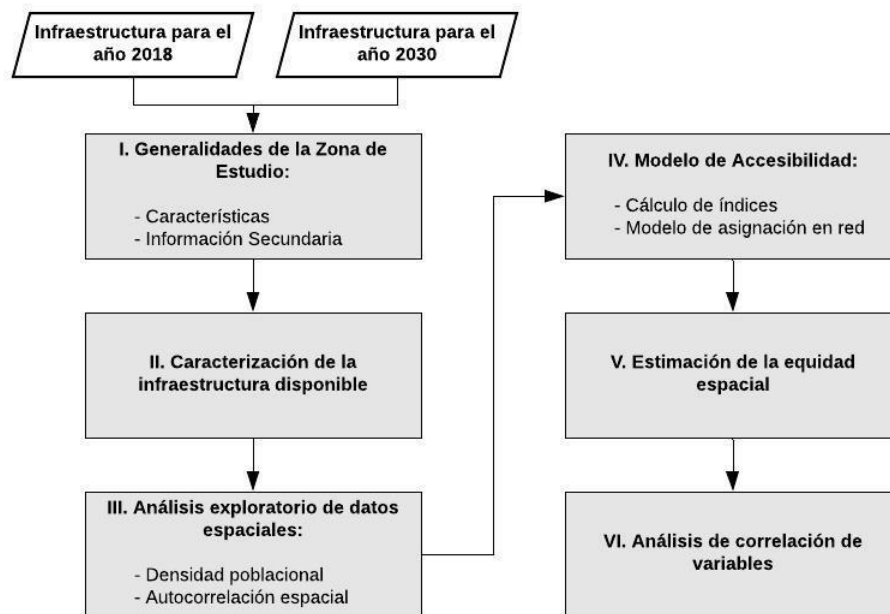 Infraestructura para el
año 2018
Infraestructura para el
año 2030
I. Generalidades de la Zona de
Estudio:
- Características
- Información Secundaria
II. Caracterización de la
infraestructura disponible
III. Análisis exploratorio de datos
espaciales:
- Densidad poblacional
- Autocorrelación espacial
IV. Modelo de Accesibilidad:
- Cálculo de índices
- Modelo de asignación en red
V. Estimación de la equidad
espacial
VI. Análisis de correlación de
variables